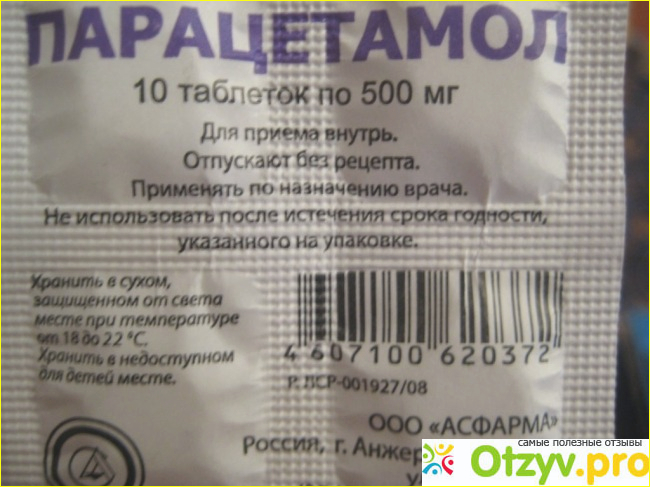 ПАРАЦЕТАМОЛ
10 таблеток по 500 мг
Для приема внутрь.
Отпускают без рецепта.
Применять по назначению врача.
Не использовать после истечения срока годности,
указанного на упаковке.
Хранить в сухом,
защищенном от света
месте при температуре
от 18 до 22 °С.
Хранить в недоступном
для детей месте.
4 607100 620372
Р. ЛСР-001927/08
ООО «АСФАРМА»
Россия, г. Анжер
самые полезные отзывы
Otzyv.pro